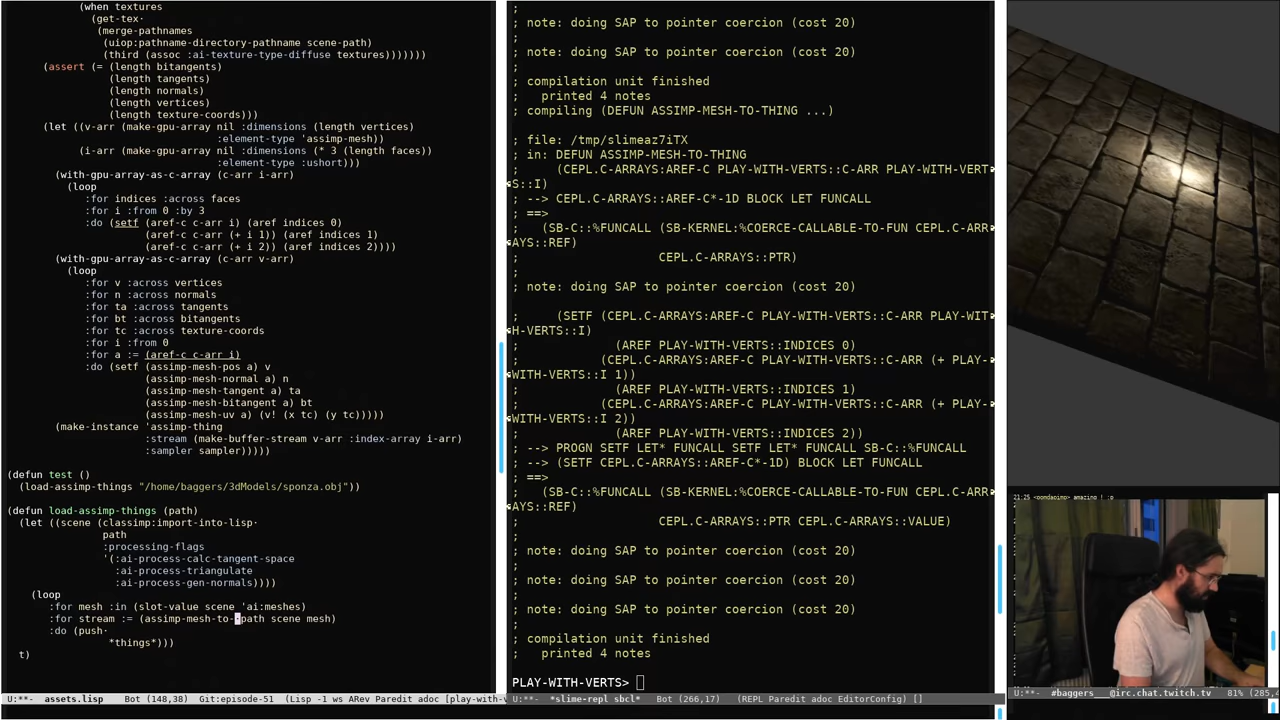 (when textures
(get-tex·
(merge-pathnames
(uiop:pathname-directory-pathname scene-path)
(third (assoc :ai-texture-type-diffuse textures)))))))
(assert (= (length bitangents)
(length tangents)
(length normals)
(length vertices)
(length texture-coords)))
(let ((v-arr (make-gpu-array nil :dimensions (length vertices)
:element-type 'assimp-mesh))
(i-arr (make-gpu-array nil :dimensions (* 3 (length faces))
:element-type :ushort)))
(with-gpu-array-as-c-array (c-arr i-arr)
(loop
:for indices :across faces
:for i :from 0 :by 3
:do (setf (aref-c c-arr i) (aref indices 0)
(aref-c c-arr (+ i 1)) (aref indices 1)
(aref-c c-arr (+ i 2)) (aref indices 2))))
(with-gpu-array-as-c-array (c-arr v-arr)
(loop
:for v :across vertices
:for n :across normals
:for ta :across tangents
:for bt :across bitangents
:for tc :across texture-coords
:for i :from 0
:for a := (aref-c c-arr i)
:do (setf (assimp-mesh-pos a) v
(assimp-mesh-normal a) n
(assimp-mesh-tangent a) ta
(assimp-mesh-bitangent a) bt
(assimp-mesh-uv a) (v! (x tc) (y tc)))))
(make-instance 'assimp-thing
:stream (make-buffer-stream v-arr :index-array i-arr)
:sampler sampler)))))
(defun test ()
(load-assimp-things "/home/baggers/3dModels/sponza.obj"))
(defun load-assimp-things (path)
(let ((scene (classimp:import-into-lisp·
path
:processing-flags
'(:ai-process-calc-tangent-space
:ai-process-triangulate
:ai-process-gen-normals))))
(loop
:for mesh :in (slot-value scene 'ai:meshes)
:for stream := (assimp-mesh-to-·path scene mesh)
:do (push·
*things*)))
t)
U:**- assets.lisp Bot (148,38) Git:episode-51 (Lisp -1 ws ARev Paredit adoc [play-with-v
;
; note: doing SAP to pointer coercion (cost 20)
;
; note: doing SAP to pointer coercion (cost 20)
;
; compilation unit finished
; printed 4 notes
; compiling (DEFUN ASSIMP-MESH-TO-THING ...)
; file: /tmp/slimeaz7iTX
; in: DEFUN ASSIMP-MESH-TO-THING
; (CEPL.C-ARRAYS:AREF-C PLAY-WITH-VERTS::C-ARR PLAY-WITH-VERT
S::I)
; --> CEPL.C-ARRAYS::AREF-C*-1D BLOCK LET FUNCALL
; ==>
; (SB-C::%FUNCALL (SB-KERNEL:%COERCE-CALLABLE-TO-FUN CEPL.C-ARR
AYS::REF)
; CEPL.C-ARRAYS::PTR)
;
; note: doing SAP to pointer coercion (cost 20)
; (SETF (CEPL.C-ARRAYS:AREF-C PLAY-WITH-VERTS::C-ARR PLAY-WIT
H-VERTS::I)
; (AREF PLAY-WITH-VERTS::INDICES 0)
; (CEPL.C-ARRAYS:AREF-C PLAY-WITH-VERTS::C-ARR (+ PLAY-
WITH-VERTS::I 1))
; (AREF PLAY-WITH-VERTS::INDICES 1)
; (CEPL.C-ARRAYS:AREF-C PLAY-WITH-VERTS::C-ARR (+ PLAY-
WITH-VERTS::I 2))
; (AREF PLAY-WITH-VERTS::INDICES 2))
; --> PROGN SETF LET* FUNCALL SETF LET* FUNCALL SB-C::%FUNCALL
; --> (SETF CEPL.C-ARRAYS::AREF-C*-1D) BLOCK LET FUNCALL
; ==>
; (SB-C::%FUNCALL (SB-KERNEL:%COERCE-CALLABLE-TO-FUN CEPL.C-ARR
AYS::REF)
; CEPL.C-ARRAYS::PTR CEPL.C-ARRAYS::VALUE)
;
; note: doing SAP to pointer coercion (cost 20)
;
; note: doing SAP to pointer coercion (cost 20)
;
; note: doing SAP to pointer coercion (cost 20)
;
; compilation unit finished
; printed 4 notes
PLAY-WITH-VERTS>
U:**- *slime-repl sbcl* Bot (266,17) (REPL Paredit adoc EditorConfig) []
amazing ! :o
U:**- #baggers___@irc.chat.twitch.tv 81% (285,